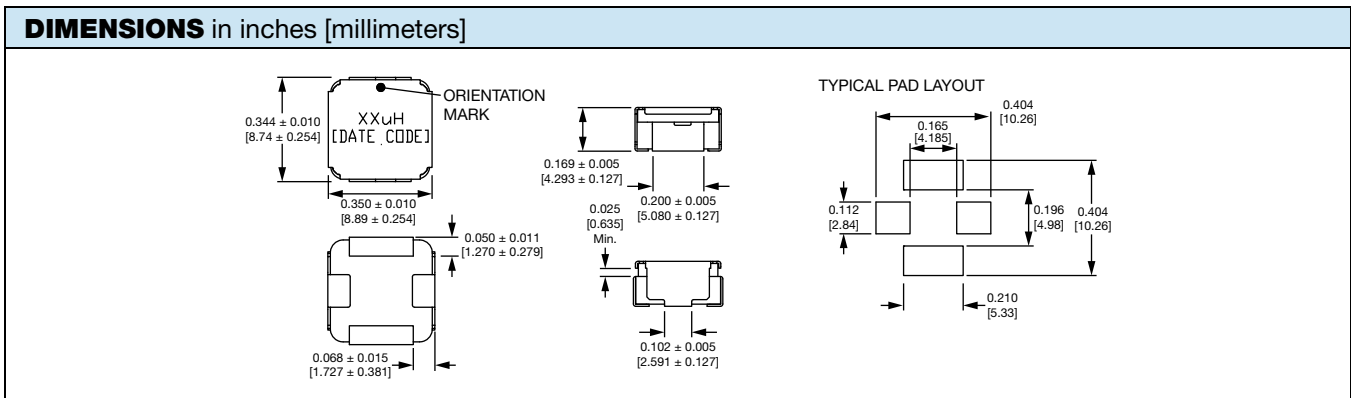 DIMENSIONS in inches [millimeters]
ORIENTATION
MARK
XXuH
[DATE CODE]
0.344 ± 0.010
[8.74 ± 0.254]
0.350 ± 0.010
[8.89 ± 0.254]
0.050 ± 0.011
[1.270 ± 0.279]
0.068 ± 0.015
[1.727 ± 0.381]
0.169 ± 0.005
[4.293 ± 0.127]
0.200 ± 0.005
[5.080 ± 0.127]
0.025
[0.635]
Min.
0.102 ± 0.005
[2.591 ± 0.127]
TYPICAL PAD LAYOUT
0.404
[10.26]
0.165
[4.185]
0.112
[2.84]
0.196
[4.98]
0.404
[10.26]
0.210
[5.33]